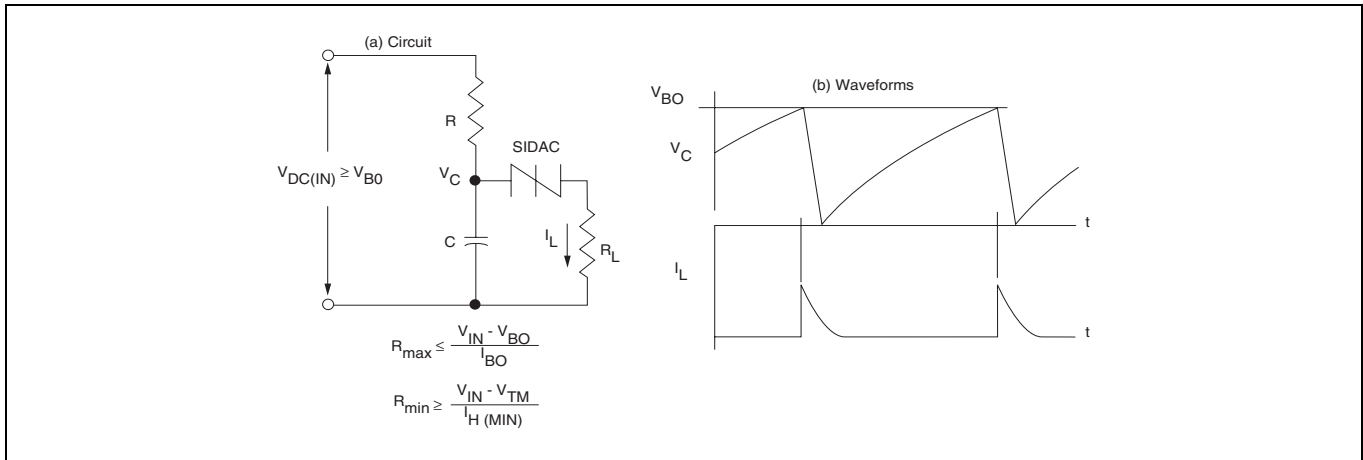 (a) Circuit
R
SIDAC
V_DC(IN) ≥ V_B0
V_C
C
I_L
R_L
R_max ≤ (V_IN - V_BO) / I_BO
R_min ≥ (V_IN - V_TM) / I_H (MIN)
(b) Waveforms
V_BO
V_C
t
I_L
t